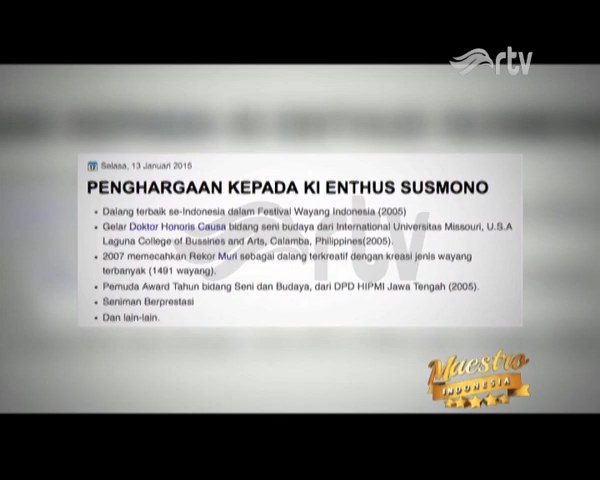 rtv
Selasa, 13 Januari 2015
PENGHARGAAN KEPADA KI ENTHUS SUSMONO
• Dalang terbaik se-Indonesia dalam Festival Wayang Indonesia (2005)
• Gelar Doktor Honoris Causa bidang seni budaya dari International Universitas Missouri, U.S.A
Laguna College of Bussines and Arts, Calamba, Philippines(2005).
• 2007 memecahkan Rekor Muri sebagai dalang terkreatif dengan kreasi jenis wayang
terbanyak (1491 wayang).
• Pemuda Award Tahun bidang Seni dan Budaya, dari DPD HIPMI Jawa Tengah (2005).
• Seniman Berprestasi
• Dan lain-lain.
rtv
Maestro
INDONESIA